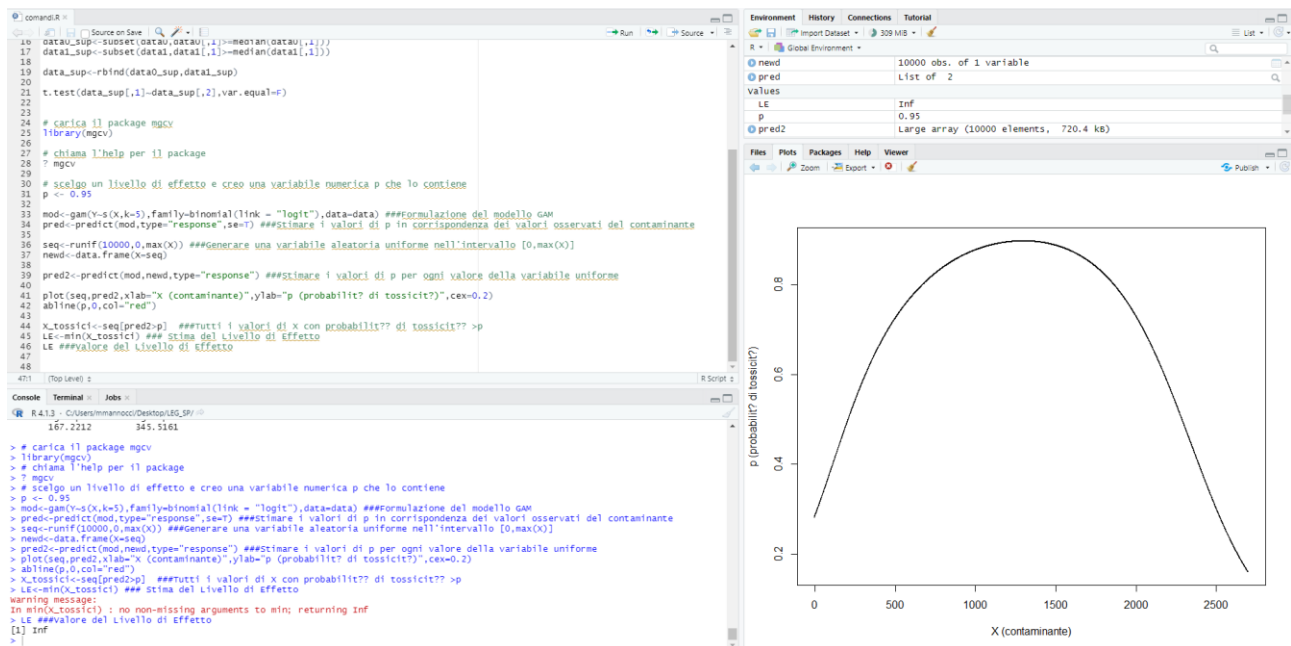 comandi.R
Source on Save
Run
Source
16 data0_sup<-subset(data0,data0[,1]>=median(data0[,1]))
17 data1_sup<-subset(data1,data1[,1]>=median(data1[,1]))
18
19 data_sup<-rbind(data0_sup,data1_sup)
20
21 t.test(data_sup[,1]~data_sup[,2],var.equal=F)
22
23
24 # carica il package mgcv
25 library(mgcv)
26
27 # chiama l'help per il package
28 ? mgcv
29
30 # scelgo un livello di effetto e creo una variabile numerica p che lo contiene
31 p <- 0.95
32
33 mod<-gam(Y~s(X,k=5),family=binomial(link = "logit"),data=data) ###Formulazione del modello GAM
34 pred<-predict(mod,type="response",se=T) ###Stimare i valori di p in corrispondenza dei valori osservati del contaminante
35
36 seq<-runif(10000,0,max(X)) ###Generare una variabile aleatoria uniforme nell'intervallo [0,max(X)]
37 newd<-data.frame(X=seq)
38
39 pred2<-predict(mod,newd,type="response") ###Stimare i valori di p per ogni valore della variabile uniforme
40
41 plot(seq,pred2,xlab="X (contaminante)",ylab="p (probabilit? di tossicit?)",cex=0.2)
42 abline(p,0,col="red")
43
44 X_tossici<-seq[pred2>p] ###Tutti i valori di X con probabilit?? di tossicit?? >p
45 LE<-min(X_tossici) ### Stima del Livello di Effetto
46 LE ###Valore del Livello di Effetto
47
48
47:1 (Top Level) R Script
Console Terminal Jobs
R 4.1.3 · C:/Users/mmannocci/Desktop/LEG_SP/
167.2212 345.5161
> # carica il package mgcv
> library(mgcv)
> # chiama l'help per il package
> ? mgcv
> # scelgo un livello di effetto e creo una variabile numerica p che lo contiene
> p <- 0.95
> mod<-gam(Y~s(X,k=5),family=binomial(link = "logit"),data=data) ###Formulazione del modello GAM
> pred<-predict(mod,type="response",se=T) ###Stimare i valori di p in corrispondenza dei valori osservati del contaminante
> seq<-runif(10000,0,max(X)) ###Generare una variabile aleatoria uniforme nell'intervallo [0,max(X)]
> newd<-data.frame(X=seq)
> pred2<-predict(mod,newd,type="response") ###Stimare i valori di p per ogni valore della variabile uniforme
> plot(seq,pred2,xlab="X (contaminante)",ylab="p (probabilit? di tossicit?)",cex=0.2)
> abline(p,0,col="red")
> X_tossici<-seq[pred2>p] ###Tutti i valori di X con probabilit?? di tossicit?? >p
> LE<-min(X_tossici) ### Stima del Livello di Effetto
Warning message:
In min(X_tossici) : no non-missing arguments to min; returning Inf
> LE ###Valore del Livello di Effetto
[1] Inf
>
Environment History Connections Tutorial
Import Dataset 309 MiB List
R Global Environment
newd 10000 obs. of 1 variable
pred List of 2
Values
LE Inf
p 0.95
pred2 Large array (10000 elements, 720.4 kB)
Files Plots Packages Help Viewer
Zoom Export Publish
p (probabilit? di tossicit?)
0.8
0.6
0.4
0.2
0 500 1000 1500 2000 2500
X (contaminante)